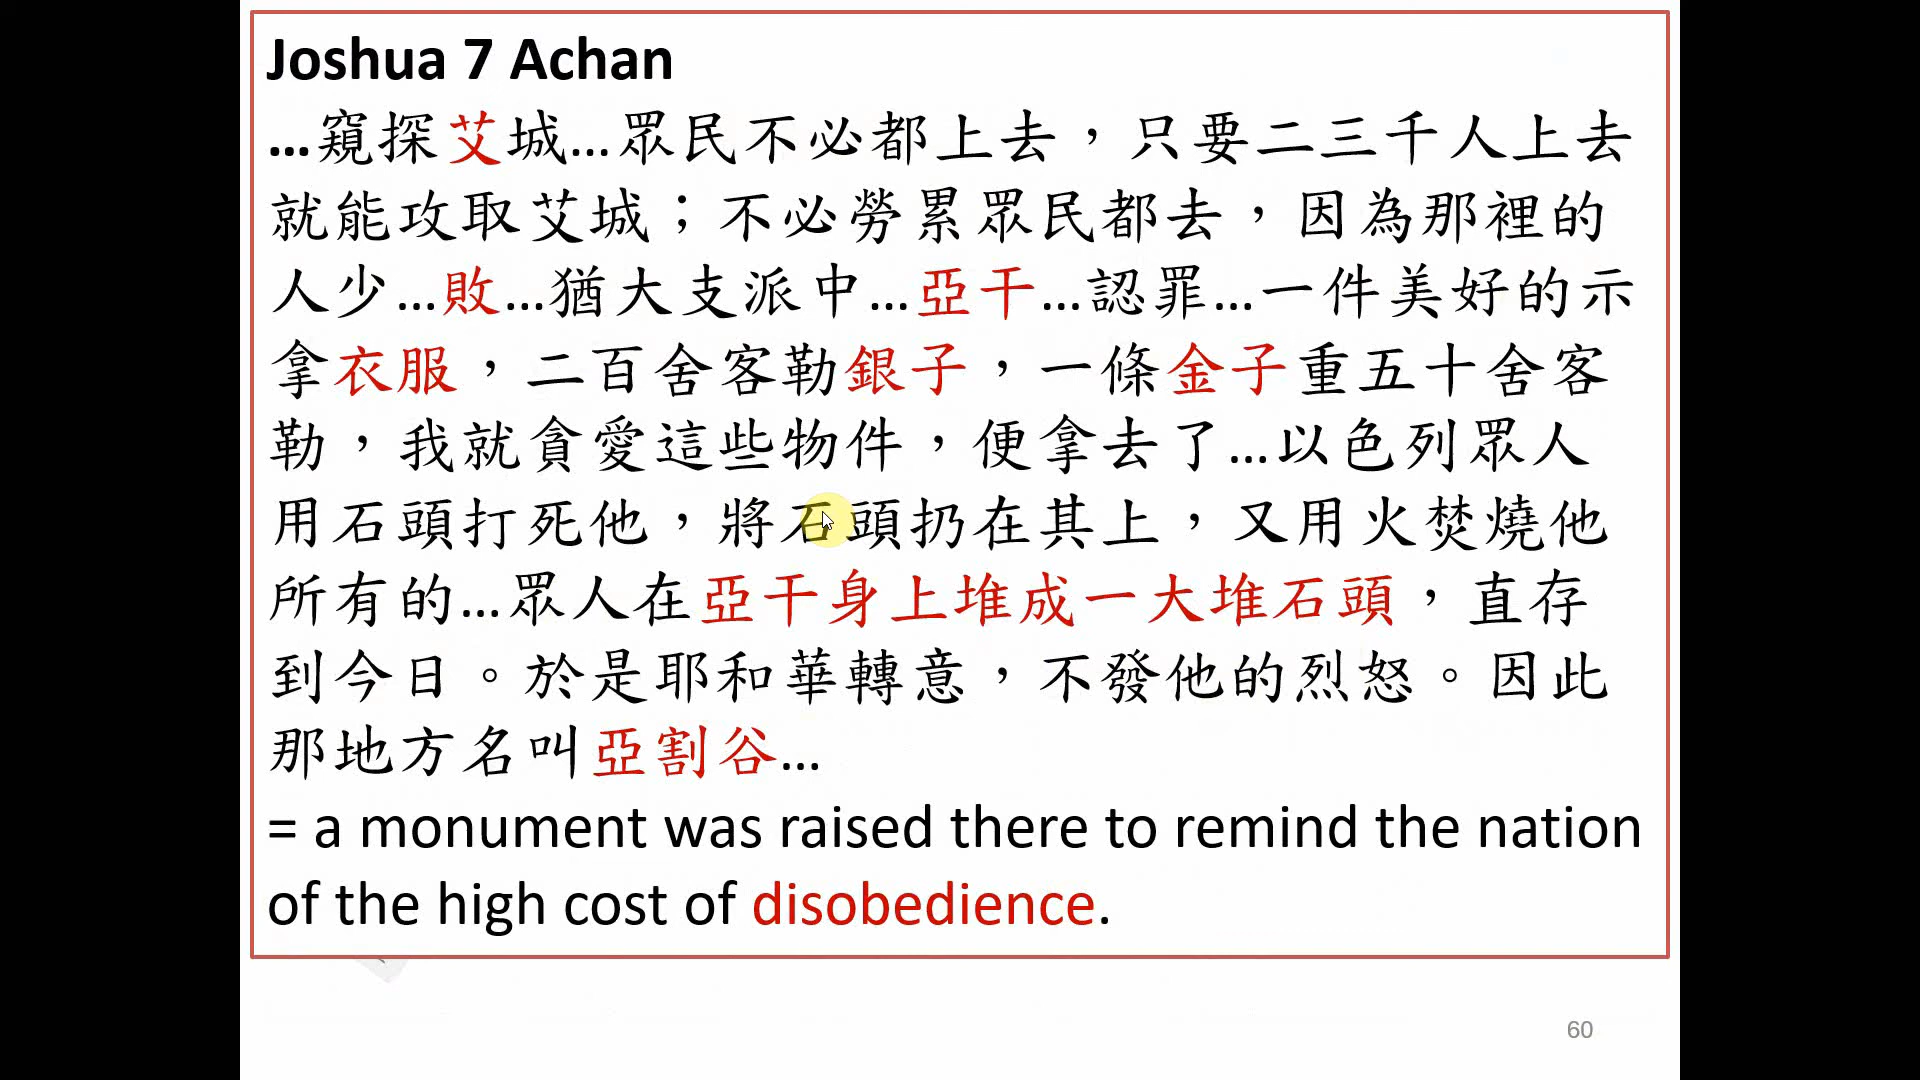 Joshua 7 Achan
…窺探艾城…眾民不必都上去，只要二三千人上去
就能攻取艾城；不必勞累眾民都去，因為那裡的
人少…敗…猶大支派中…亞干…認罪…一件美好的示
拿衣服，二百舍客勒銀子，一條金子重五十舍客
勒，我就貪愛這些物件，便拿去了…以色列眾人
用石頭打死他，將石頭扔在其上，又用火焚燒他
所有的…眾人在亞干身上堆成一大堆石頭，直存
到今日。於是耶和華轉意，不發他的烈怒。因此
那地方名叫亞割谷…
= a monument was raised there to remind the nation
of the high cost of disobedience.
60